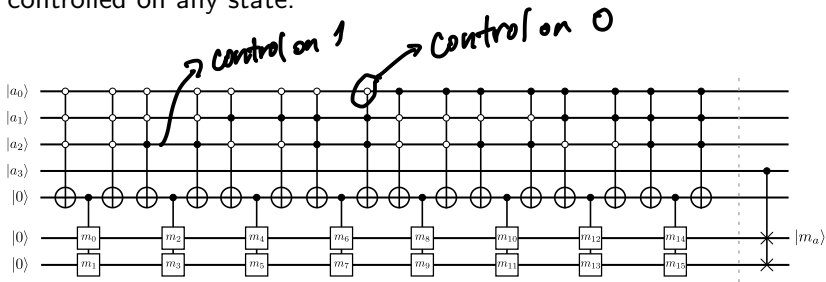 controlled on any state.
control on 1
control on 0
|a₀⟩
|a₁⟩
|a₂⟩
|a₃⟩
|0⟩
|0⟩ m₀ m₂ m₄ m₆ m₈ m₁₀ m₁₂ m₁₄ |mₐ⟩
|0⟩ m₁ m₃ m₅ m₇ m₉ m₁₁ m₁₃ m₁₅